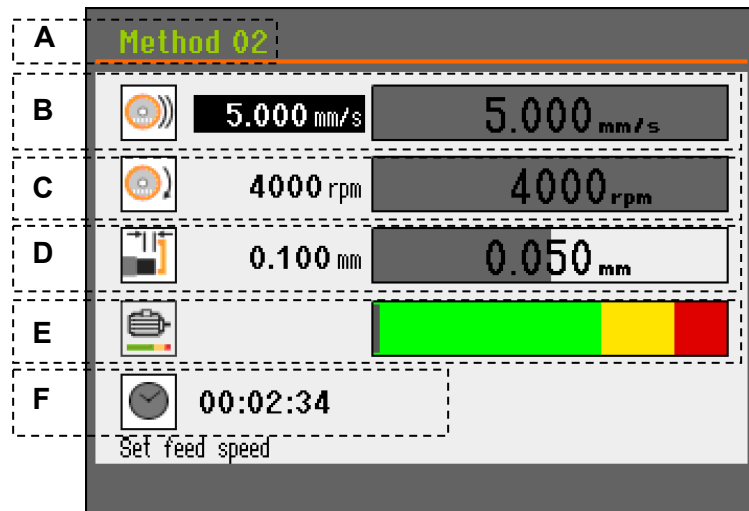 A Method 02
B 5.000 mm/s 5.000 mm/s
C 4000 rpm 4000 rpm
D 0.100 mm 0.050 mm
E
F 00:02:34
Set feed speed